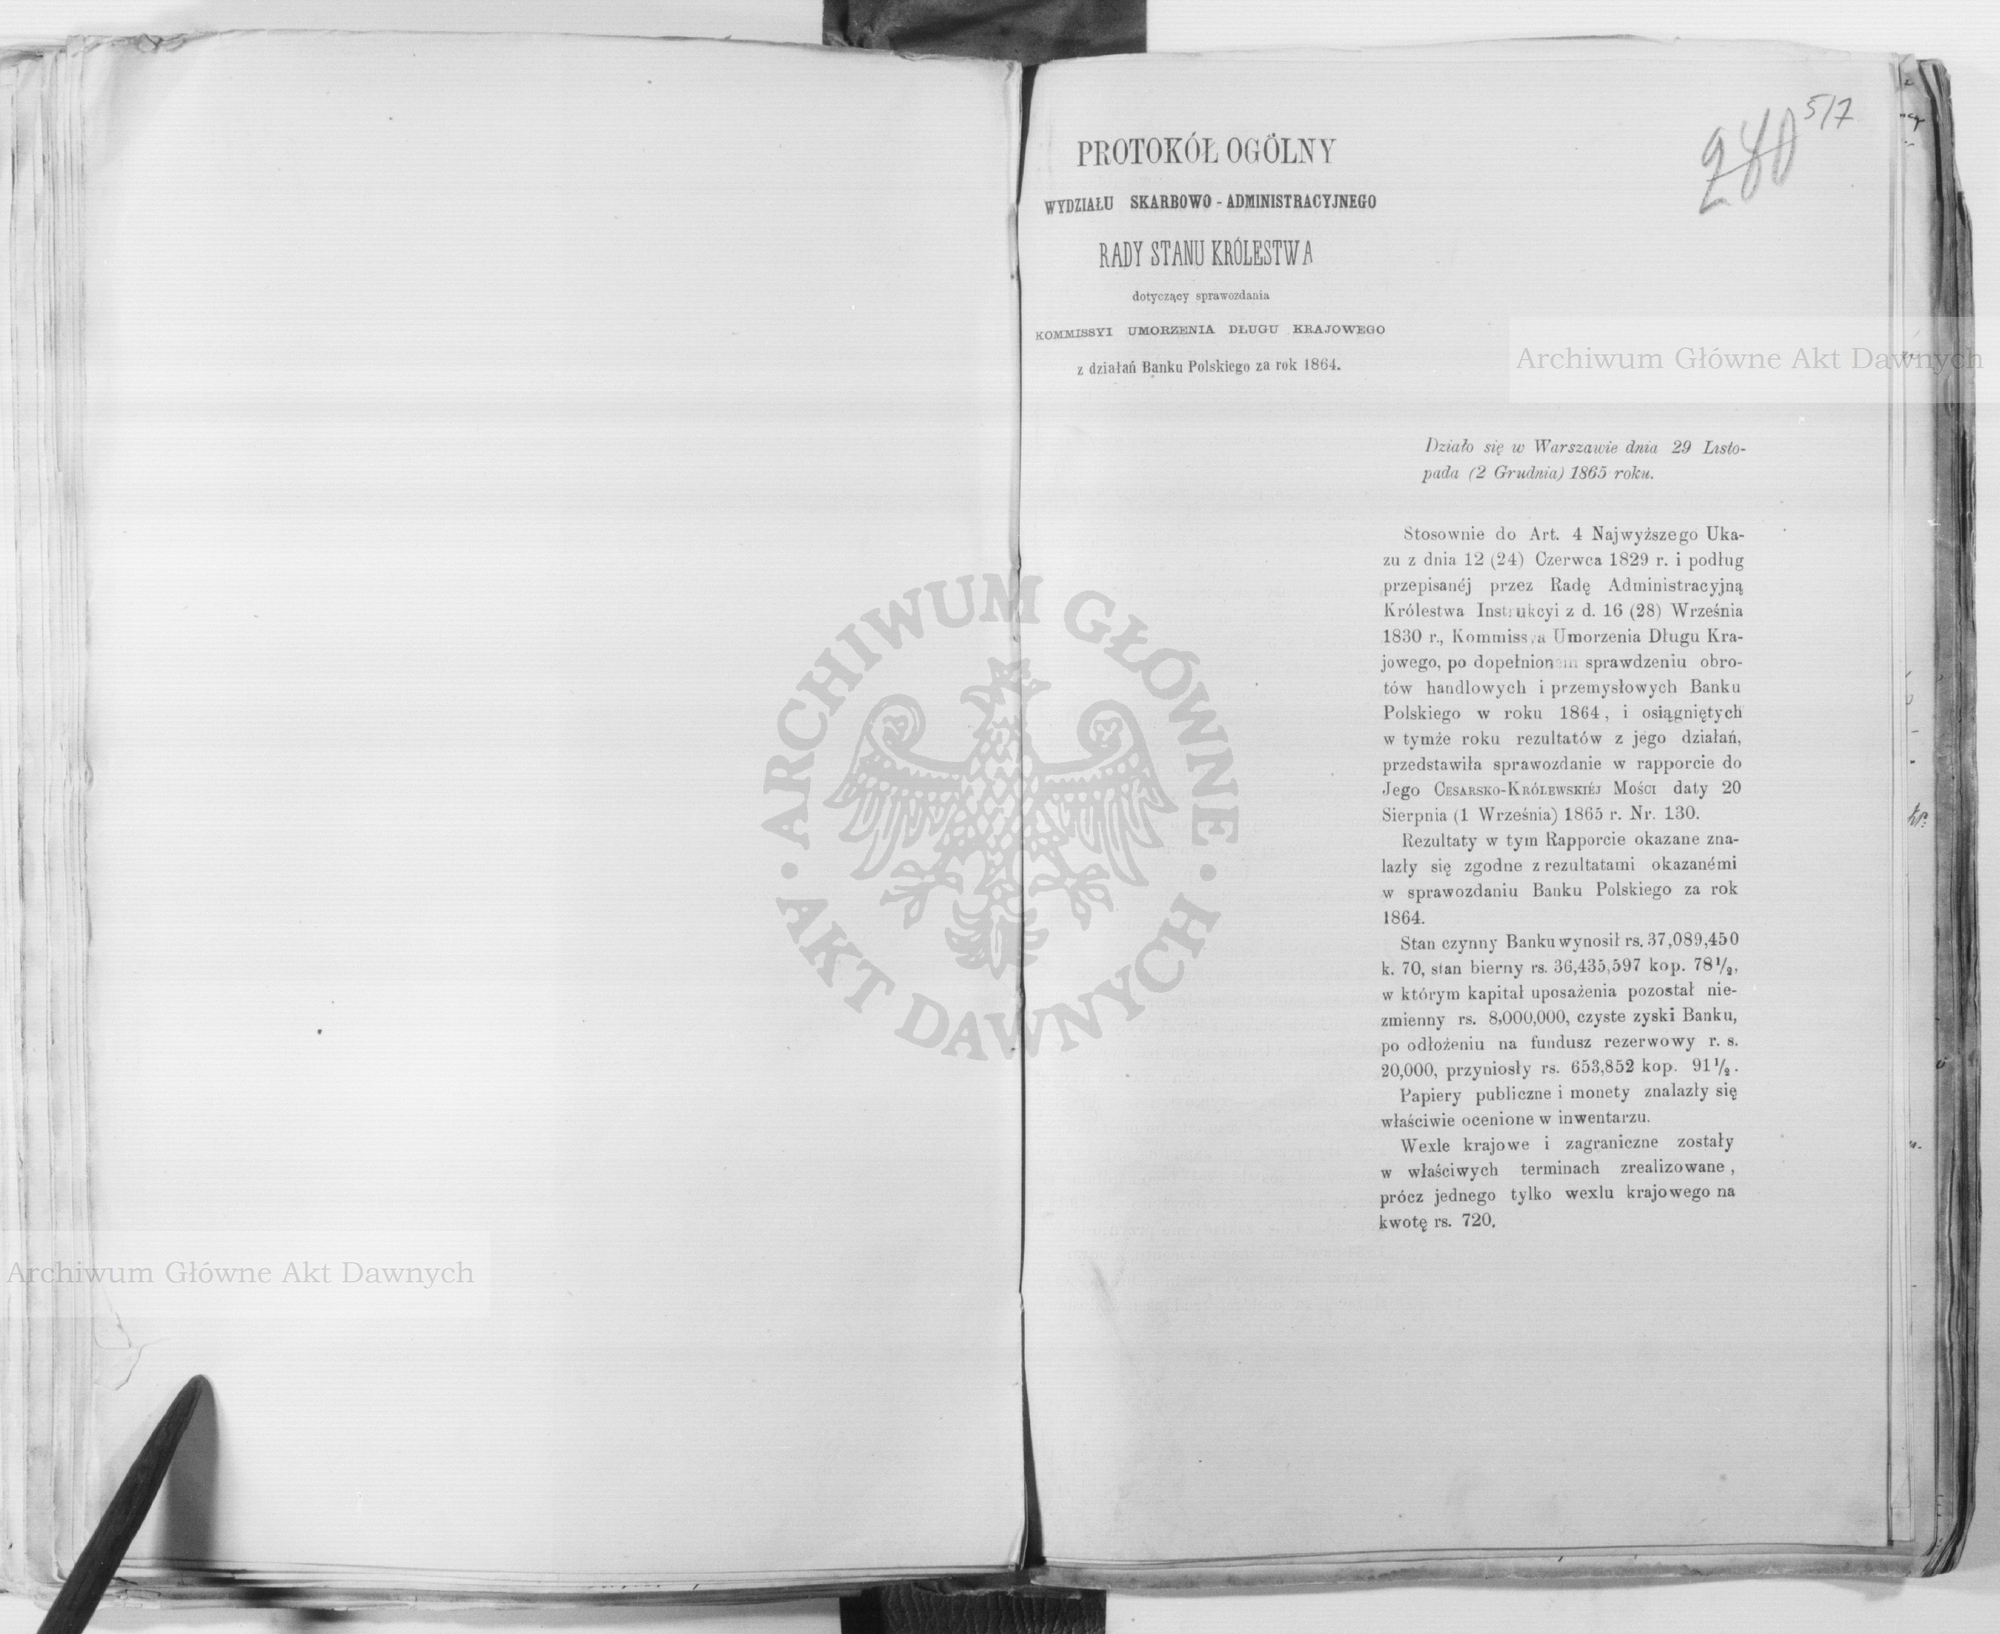 280 517
PROTOKÓŁ OGÓLNY
WYDZIAŁU SKARBOWO-ADMINISTRACYJNEGO
RADY STANU KRÓLESTWA
dotyczący sprawozdania
KOMMISSYI UMORZENIA DŁUGU KRAJOWEGO
z działań Banku Polskiego za rok 1864.
Działo się w Warszawie dnia 29 Listo-
pada (2 Grudnia) 1865 roku.
Stosownie do Art. 4 Najwyższego Uka-
zu z dnia 12 (24) Czerwca 1829 r. i podług
przepisanéj przez Radę Administracyjną
Królestwa Instrukcyi z d. 16 (28) Września
1830 r., Kommissya Umorzenia Długu Kra-
jowego, po dopełnionem sprawdzeniu obro-
tów handlowych i przemysłowych Banku
Polskiego w roku 1864, i osiągniętych
w tymże roku rezultatów z jego działań,
przedstawiła sprawozdanie w rapporcie do
Jego Cesarsko-Królewskiéj Mości daty 20
Sierpnia (1 Września) 1865 r. Nr. 130.
Rezultaty w tym Rapporcie okazane zna-
lazły się zgodne z rezultatami okazanémi
w sprawozdaniu Banku Polskiego za rok
1864.
Stan czynny Banku wynosił rs. 37,089,450
k. 70, stan bierny rs. 36,435,597 kop. 78½,
w którym kapitał uposażenia pozostał nie-
zmienny rs. 8,000,000, czyste zyski Banku,
po odłożeniu na fundusz rezerwowy r. s.
20,000, przyniosły rs. 653,852 kop. 91½.
Papiery publiczne i monety znalazły się
właściwie ocenione w inwentarzu.
Wexle krajowe i zagraniczne zostały
w właściwych terminach zrealizowane,
prócz jednego tylko wexlu krajowego na
kwotę rs. 720.
Archiwum Główne Akt Dawnych
Archiwum Główne Akt Dawnych
ARCHIWUM GŁÓWNE
AKT DAWNYCH